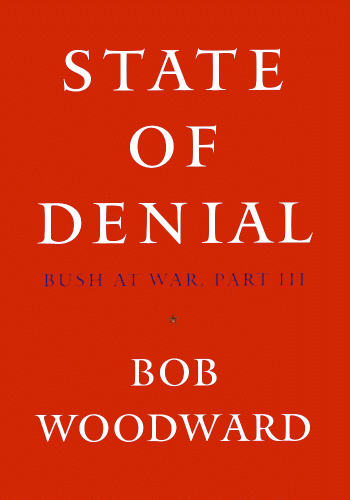 STATE
OF
DENIAL
BUSH AT WAR, PART III
BOB
WOODWARD